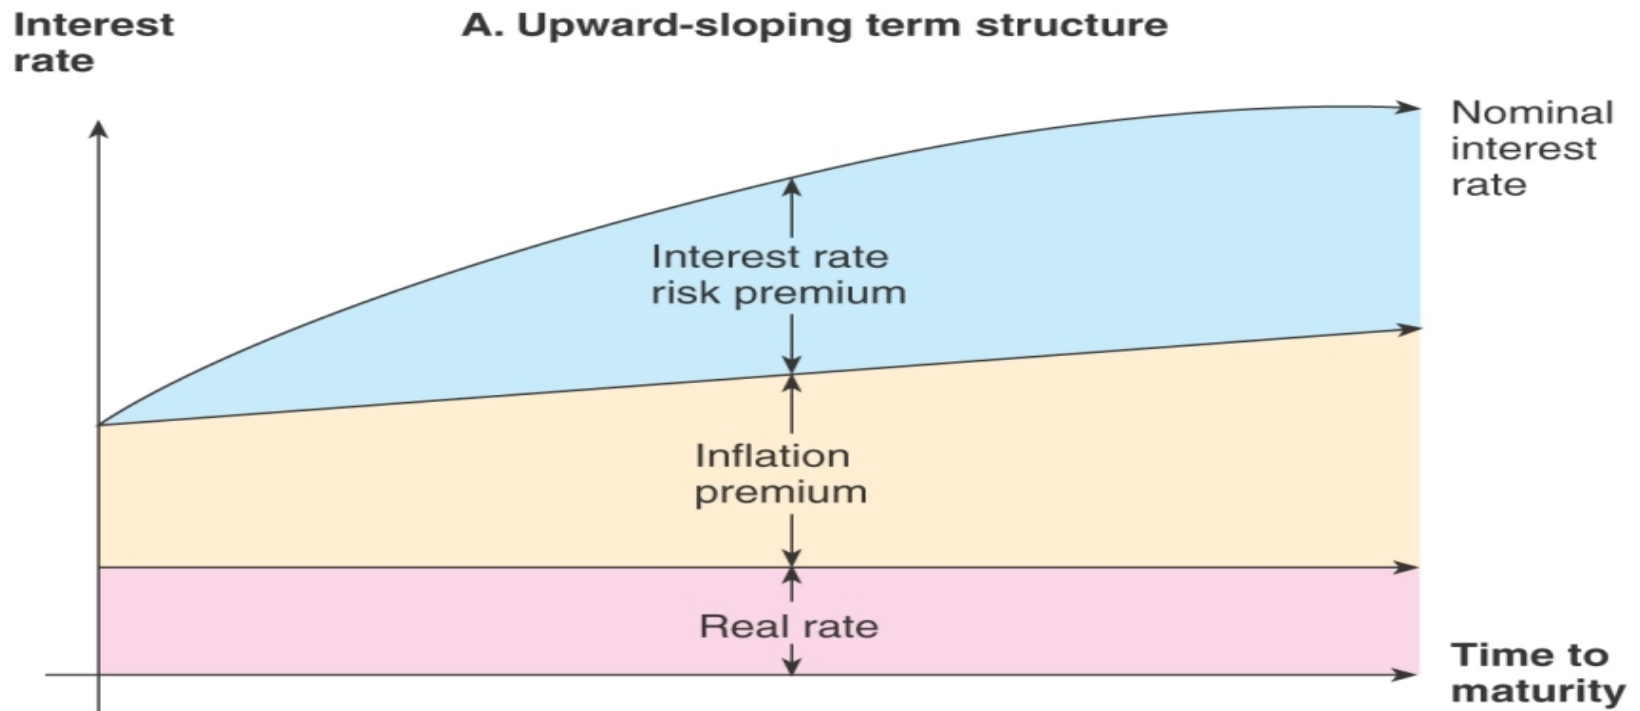 Interest
rate
A. Upward-sloping term structure
Nominal
interest
rate
Interest rate
risk premium
Inflation
premium
Real rate
Time to
maturity